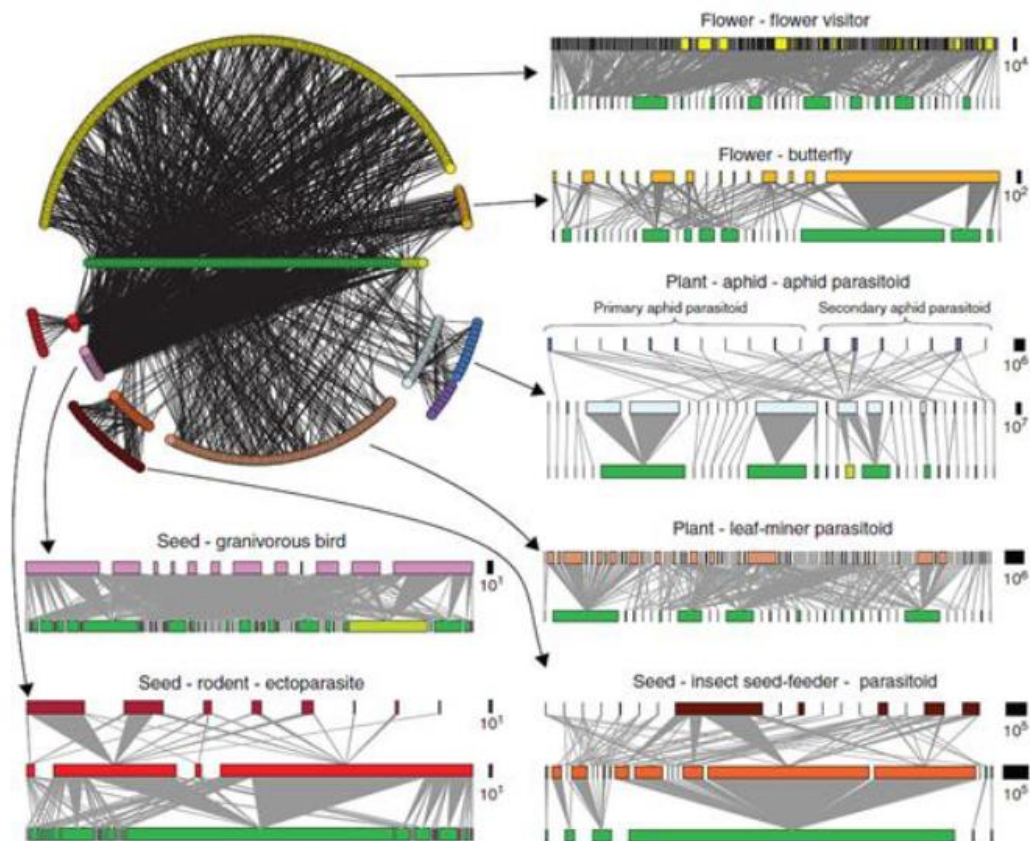 Flower - flower visitor
10⁴
Flower - butterfly
10²
Plant - aphid - aphid parasitoid
Primary aphid parasitoid
Secondary aphid parasitoid
10⁶
10⁷
Seed - granivorous bird
10¹
Plant - leaf-miner parasitoid
10⁶
Seed - rodent - ectoparasite
10¹
10¹
Seed - insect seed-feeder - parasitoid
10⁵
10⁵